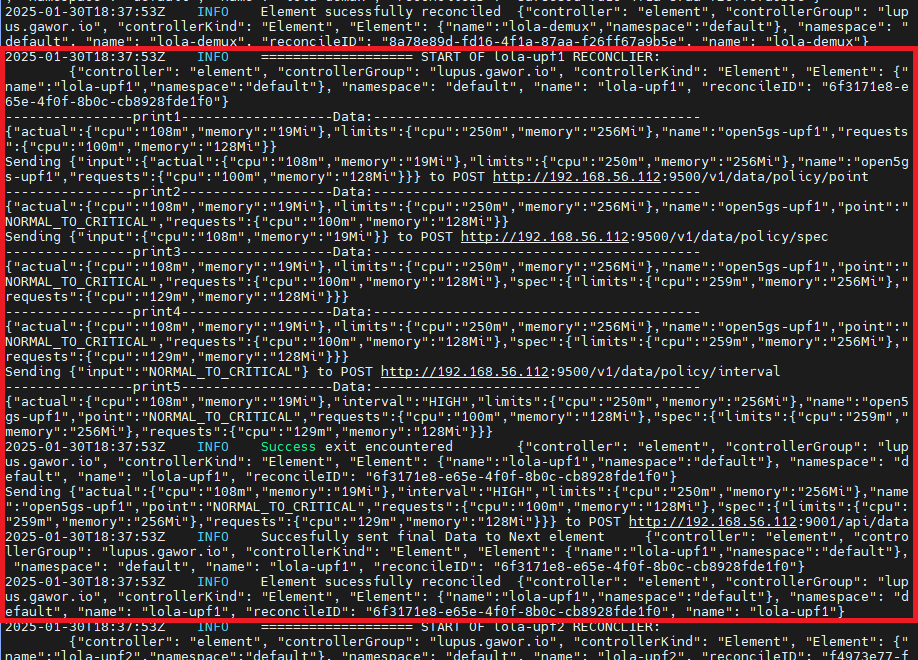 ", "namespace": "default", "name": "lola-demux", "reconcileID":
2025-01-30T18:37:53Z    INFO    Element sucessfully reconciled  {"controller": "element", "controllerGroup": "lup
us.gawor.io", "controllerKind": "Element", "Element": {"name":"lola-demux","namespace":"default"}, "namespace": "
default", "name": "lola-demux", "reconcileID": "8a78e89d-fd16-4f1a-87aa-f26ff67a9b5e", "name": "lola-demux"}
2025-01-30T18:37:53Z    INFO    =================== START OF lola-upf1 RECONCLIER:
        {"controller": "element", "controllerGroup": "lupus.gawor.io", "controllerKind": "Element", "Element": {"
name":"lola-upf1","namespace":"default"}, "namespace": "default", "name": "lola-upf1", "reconcileID": "6f3171e8-e
65e-4f0f-8b0c-cb8928fde1f0"}
----------------print1-------------------Data:-----------------------------------------
{"actual":{"cpu":"108m","memory":"19Mi"},"limits":{"cpu":"250m","memory":"256Mi"},"name":"open5gs-upf1","requests
":{"cpu":"100m","memory":"128Mi"}}
Sending {"input":{"actual":{"cpu":"108m","memory":"19Mi"},"limits":{"cpu":"250m","memory":"256Mi"},"name":"open5g
s-upf1","requests":{"cpu":"100m","memory":"128Mi"}}} to POST http://192.168.56.112:9500/v1/data/policy/point
----------------print2-------------------Data:-----------------------------------------
{"actual":{"cpu":"108m","memory":"19Mi"},"limits":{"cpu":"250m","memory":"256Mi"},"name":"open5gs-upf1","point":"
NORMAL_TO_CRITICAL","requests":{"cpu":"100m","memory":"128Mi"}}
Sending {"input":{"cpu":"108m","memory":"19Mi"}} to POST http://192.168.56.112:9500/v1/data/policy/spec
----------------print3-------------------Data:-----------------------------------------
{"actual":{"cpu":"108m","memory":"19Mi"},"limits":{"cpu":"250m","memory":"256Mi"},"name":"open5gs-upf1","point":"
NORMAL_TO_CRITICAL","requests":{"cpu":"100m","memory":"128Mi"},"spec":{"limits":{"cpu":"259m","memory":"256Mi"},"
requests":{"cpu":"129m","memory":"128Mi"}}}
----------------print4-------------------Data:-----------------------------------------
{"actual":{"cpu":"108m","memory":"19Mi"},"limits":{"cpu":"250m","memory":"256Mi"},"name":"open5gs-upf1","point":"
NORMAL_TO_CRITICAL","requests":{"cpu":"100m","memory":"128Mi"},"spec":{"limits":{"cpu":"259m","memory":"256Mi"},"
requests":{"cpu":"129m","memory":"128Mi"}}}
Sending {"input":"NORMAL_TO_CRITICAL"} to POST http://192.168.56.112:9500/v1/data/policy/interval
----------------print5-------------------Data:-----------------------------------------
{"actual":{"cpu":"108m","memory":"19Mi"},"interval":"HIGH","limits":{"cpu":"250m","memory":"256Mi"},"name":"open5
gs-upf1","point":"NORMAL_TO_CRITICAL","requests":{"cpu":"100m","memory":"128Mi"},"spec":{"limits":{"cpu":"259m","
memory":"256Mi"},"requests":{"cpu":"129m","memory":"128Mi"}}}
2025-01-30T18:37:53Z    INFO    Success exit encountered        {"controller": "element", "controllerGroup": "lup
us.gawor.io", "controllerKind": "Element", "Element": {"name":"lola-upf1","namespace":"default"}, "namespace": "d
efault", "name": "lola-upf1", "reconcileID": "6f3171e8-e65e-4f0f-8b0c-cb8928fde1f0"}
Sending {"actual":{"cpu":"108m","memory":"19Mi"},"interval":"HIGH","limits":{"cpu":"250m","memory":"256Mi"},"name
":"open5gs-upf1","point":"NORMAL_TO_CRITICAL","requests":{"cpu":"100m","memory":"128Mi"},"spec":{"limits":{"cpu":
"259m","memory":"256Mi"},"requests":{"cpu":"129m","memory":"128Mi"}}} to POST http://192.168.56.112:9001/api/data
2025-01-30T18:37:53Z    INFO    Succesfully sent final Data to Next element     {"controller": "element", "contro
llerGroup": "lupus.gawor.io", "controllerKind": "Element", "Element": {"name":"lola-upf1","namespace":"default"},
 "namespace": "default", "name": "lola-upf1", "reconcileID": "6f3171e8-e65e-4f0f-8b0c-cb8928fde1f0"}
2025-01-30T18:37:53Z    INFO    Element sucessfully reconciled  {"controller": "element", "controllerGroup": "lup
us.gawor.io", "controllerKind": "Element", "Element": {"name":"lola-upf1","namespace":"default"}, "namespace": "d
efault", "name": "lola-upf1", "reconcileID": "6f3171e8-e65e-4f0f-8b0c-cb8928fde1f0", "name": "lola-upf1"}
2025-01-30T18:37:53Z    INFO    =================== START OF lola-upf2 RECONCLIER:
        {"controller": "element", "controllerGroup": "lupus.gawor.io", "controllerKind": "Element", "Element": {"
name":"lola-upf2","namespace":"default"}, "namespace": "default", "name": "lola-upf2", "reconcileID": "f4973e77-f